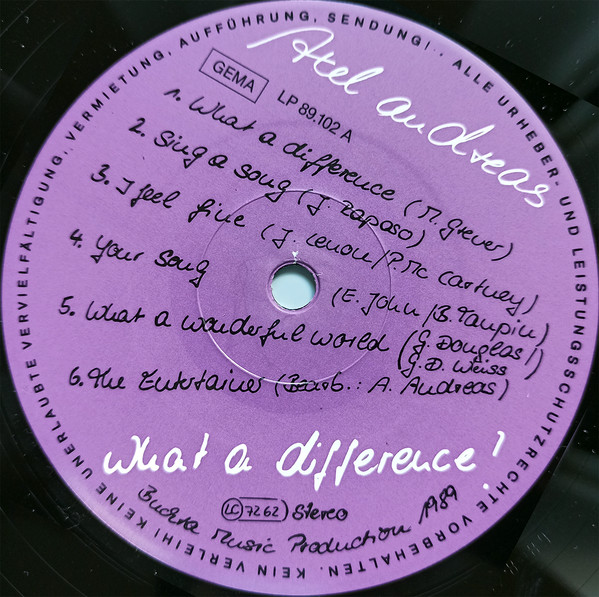 ALLE URHEBER- UND LEISTUNGSSCHUTZRECHTE VORBEHALTEN. KEIN VERLEIH! KEINE UNERLAUBTE VERVIELFÄLTIGUNG, VERMIETUNG, AUFFÜHRUNG, SENDUNG!..
Axel andreas
GEMA
LP 89.102 A
1. What a difference (M. Grever)
2. Sing a song (J. Raposo)
3. I feel fine (J. Lenon/P. Mc Cartney)
4. Your song (E. John/B. Taupin)
5. What a wonderful world (G. Douglas/
G. D. Weiss
6. The Entertainer (Bearb.: A. Andreas)
What a difference!
LC 7262 Stereo
Music Production 1989